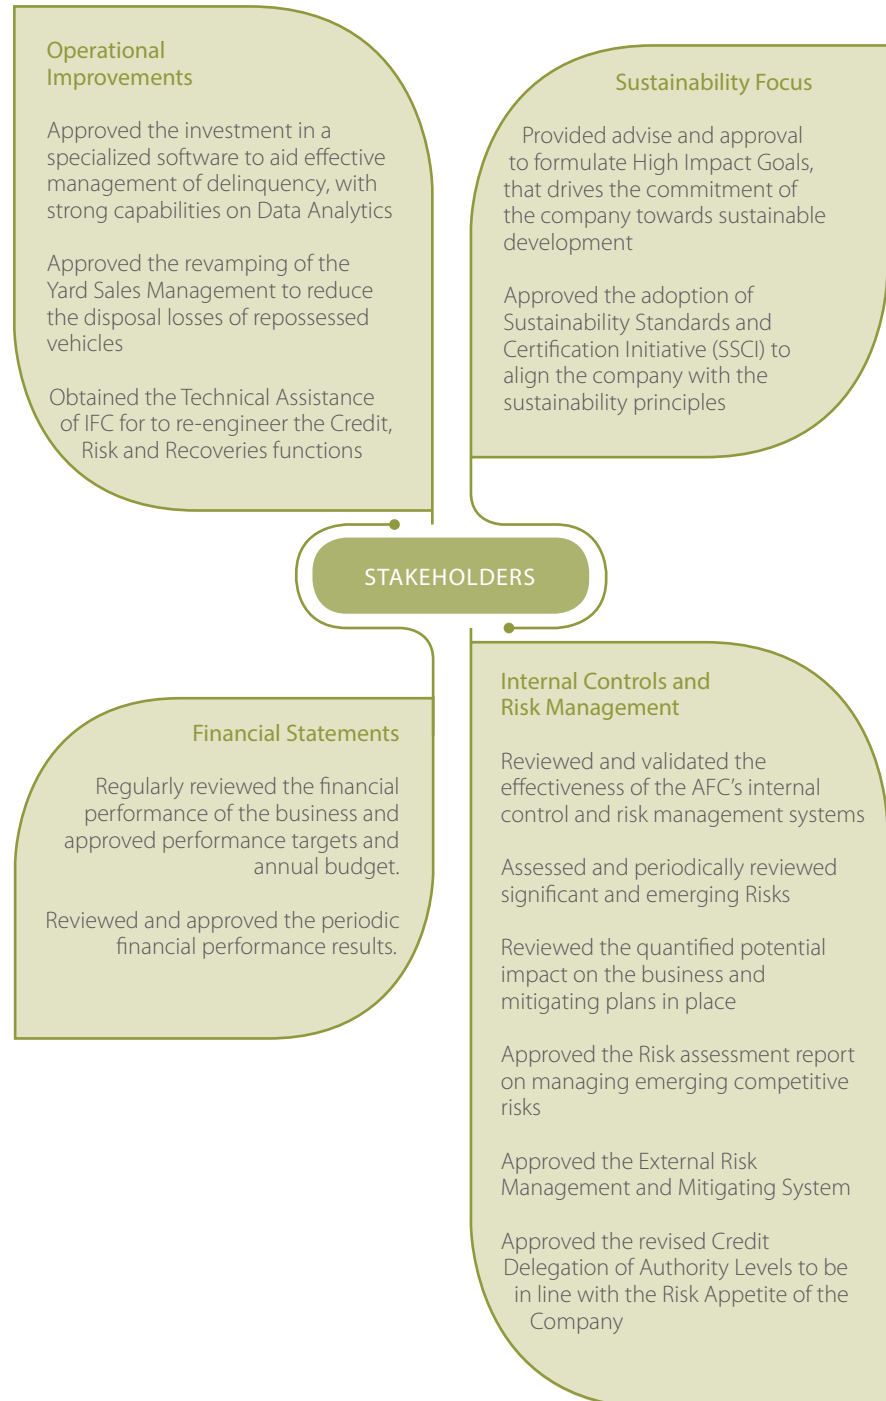 Operational
Improvements
Approved the investment in a
specialized software to aid effective
management of delinquency, with
strong capabilities on Data Analytics
Approved the revamping of the
Yard Sales Management to reduce
the disposal losses of repossessed
vehicles
Obtained the Technical Assistance
of IFC for to re-engineer the Credit,
Risk and Recoveries functions
Sustainability Focus
Provided advise and approval
to formulate High Impact Goals,
that drives the commitment of
the company towards sustainable
development
Approved the adoption of
Sustainability Standards and
Certification Initiative (SSCI) to
align the company with the
sustainability principles
STAKEHOLDERS
Financial Statements
Regularly reviewed the financial
performance of the business and
approved performance targets and
annual budget.
Reviewed and approved the periodic
financial performance results.
Internal Controls and
Risk Management
Reviewed and validated the
effectiveness of the AFC’s internal
control and risk management systems
Assessed and periodically reviewed
significant and emerging Risks
Reviewed the quantified potential
impact on the business and
mitigating plans in place
Approved the Risk assessment report
on managing emerging competitive
risks
Approved the External Risk
Management and Mitigating System
Approved the revised Credit
Delegation of Authority Levels to be
in line with the Risk Appetite of the
Company